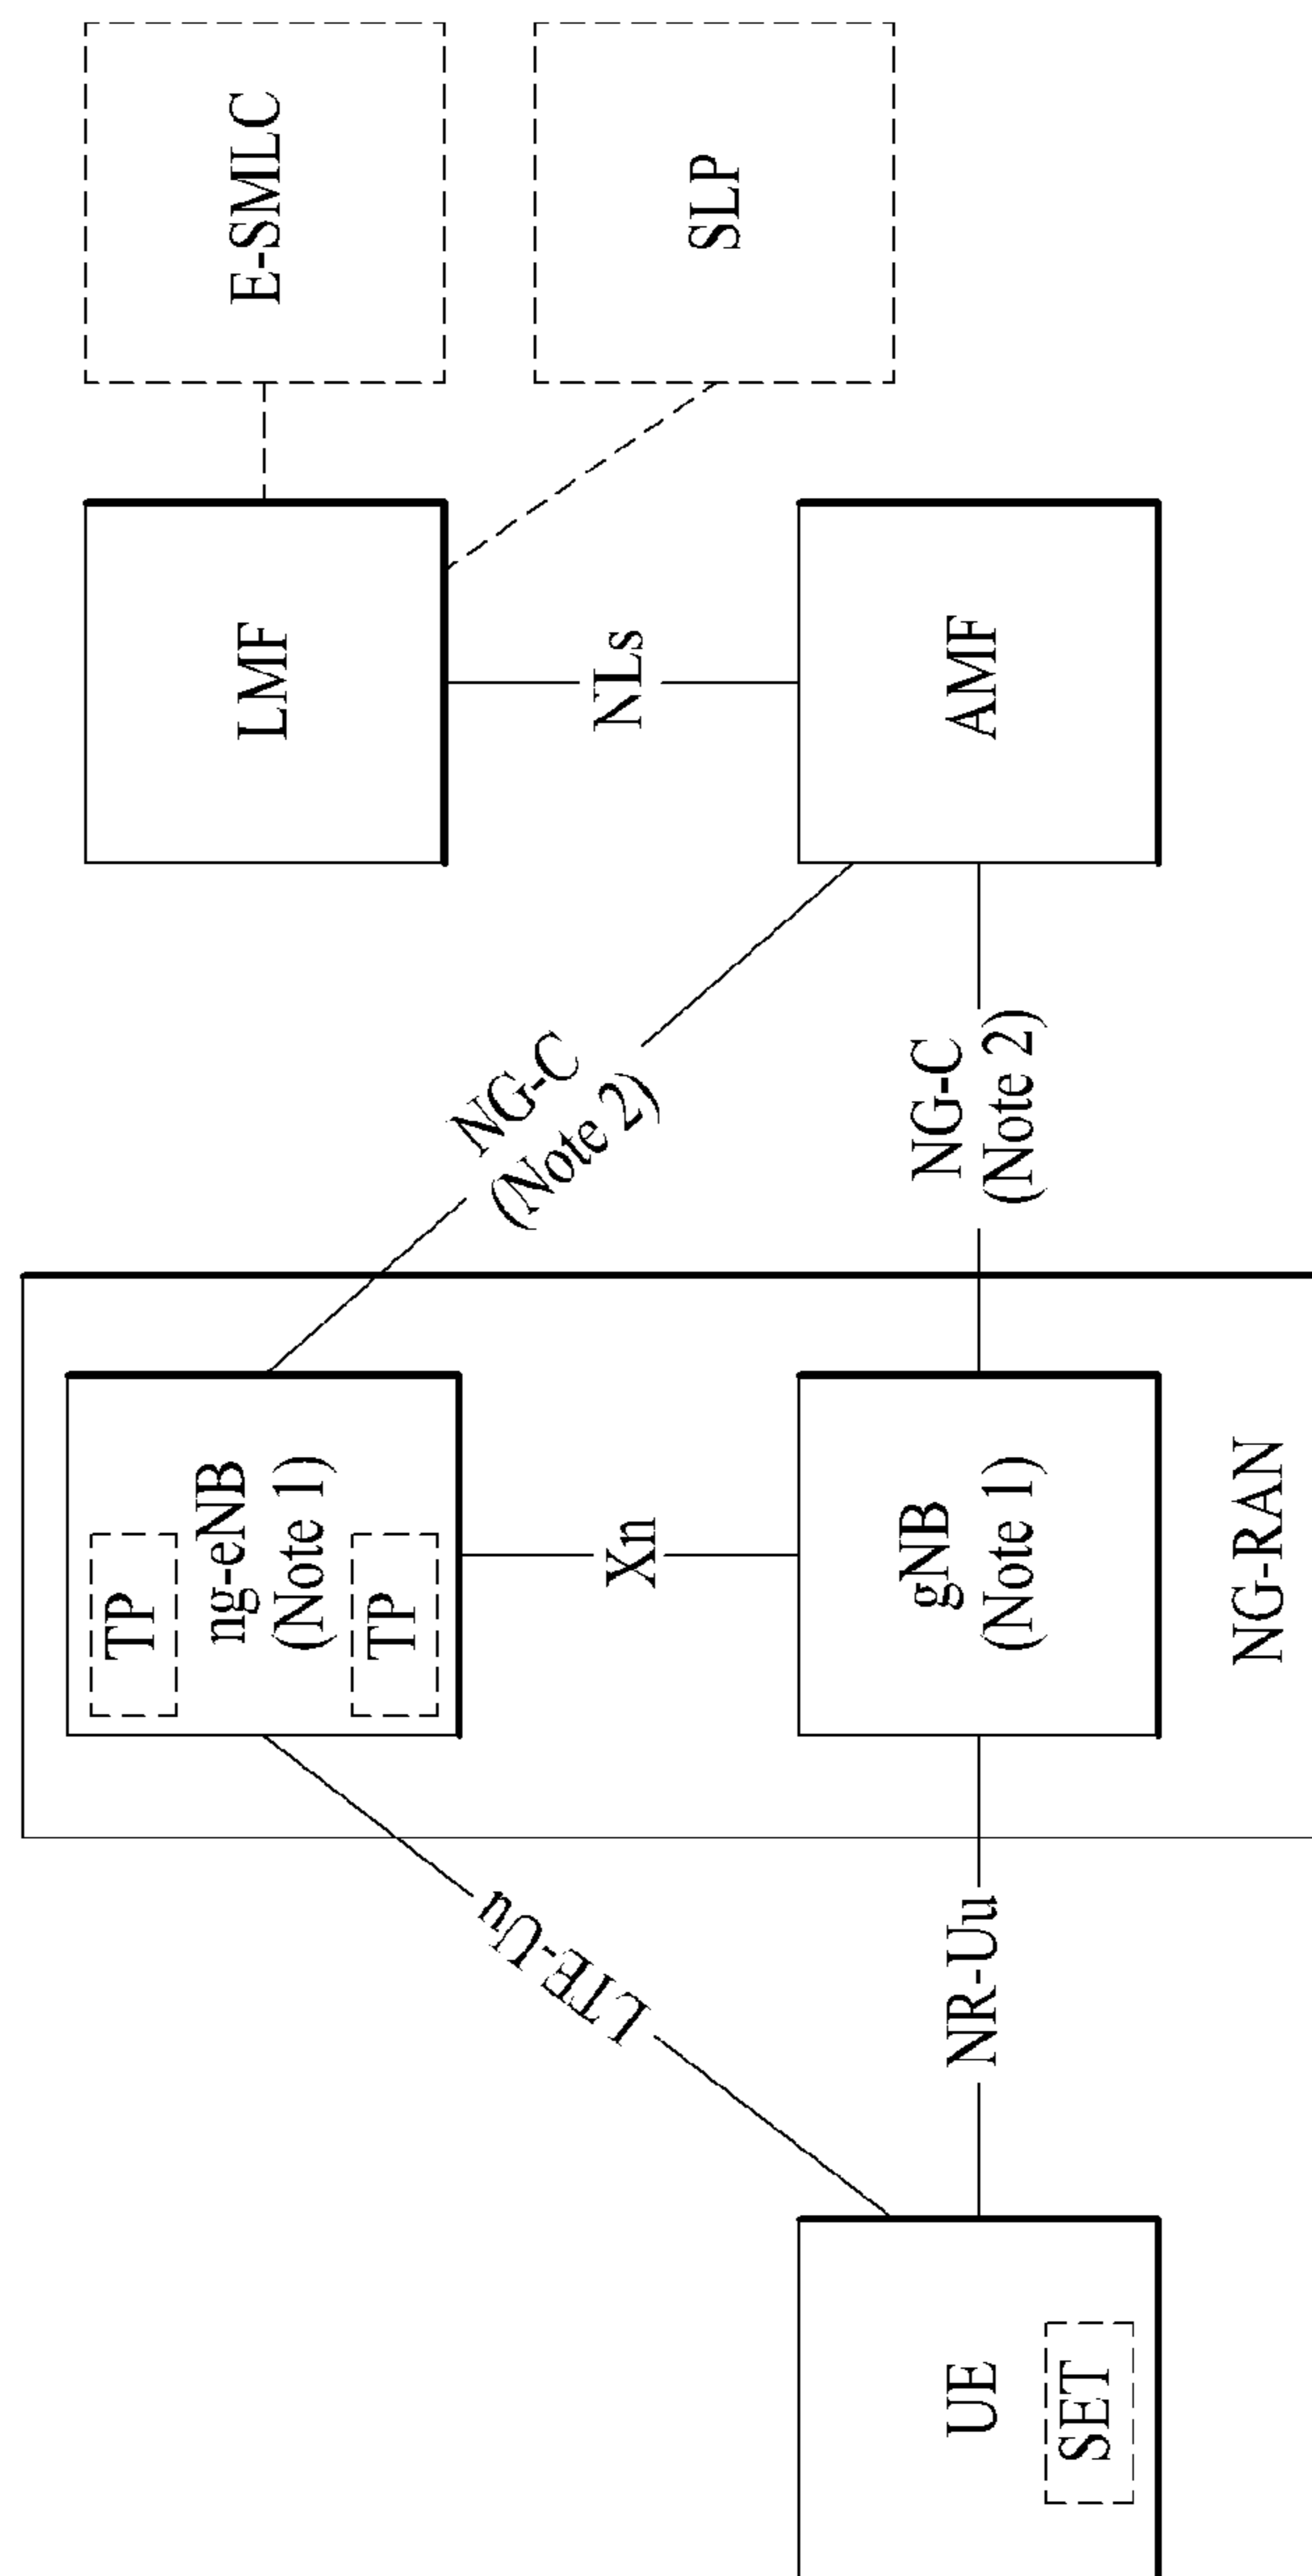 E-SMLC
SLP
LMF
NLs
AMF
NG-C
(Note 2)
NG-C
(Note 2)
TP
ng-eNB
(Note 1)
TP
Xn
gNB
(Note 1)
NG-RAN
LTE-Uu
NR-Uu
UE
SET